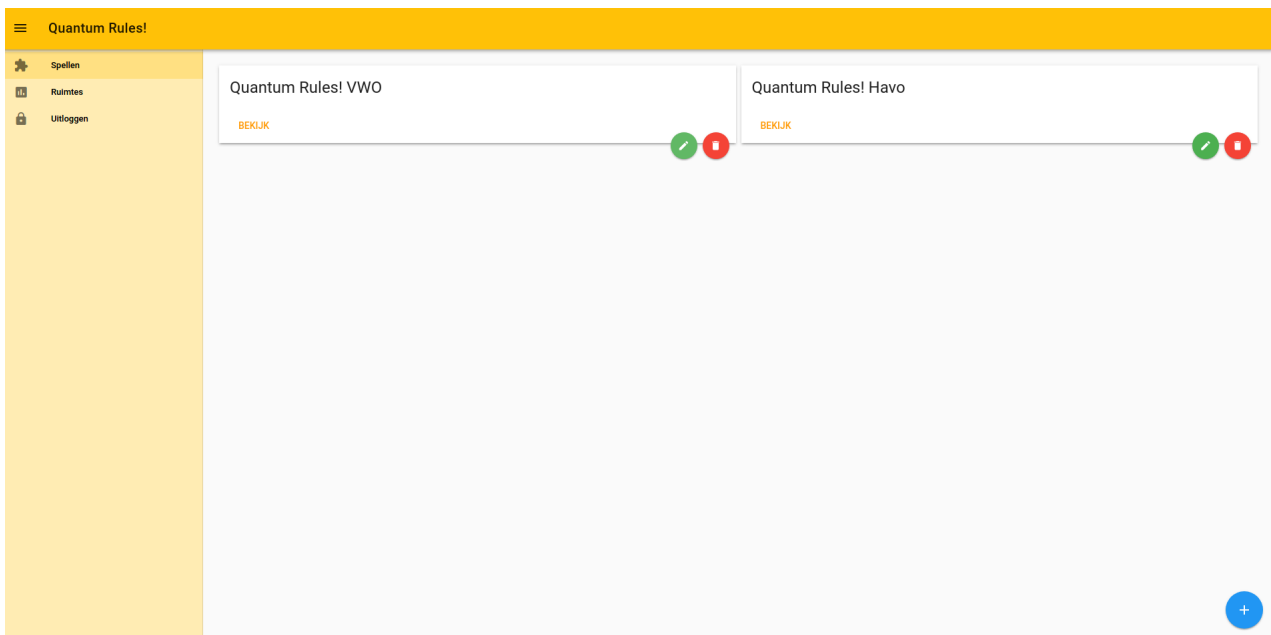 Quantum Rules!
Spellen
Ruimtes
Uitloggen
Quantum Rules! VWO
BEKIJK
Quantum Rules! Havo
BEKIJK